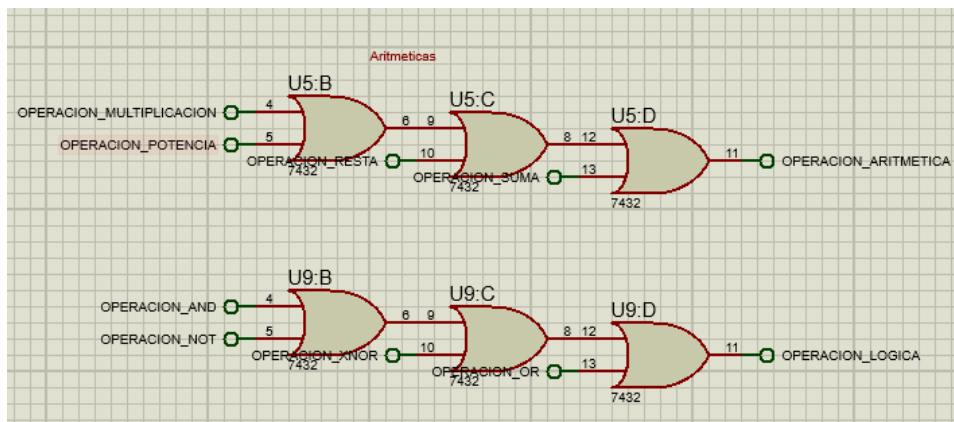 Aritmeticas
U5:B
U5:C
U5:D
OPERACION_MULTIPLICACION
4
6
9
OPERACION_POTENCIA
5
8
12
OPERACION_RESTA
10
11
OPERACION_ARITMETICA
7432
OPERACION_SUMA
13
7432
7432
U9:B
U9:C
U9:D
OPERACION_AND
4
6
9
OPERACION_NOT
5
8
12
OPERACION_XNOR
10
11
OPERACION_LOGICA
7432
OPERACION_OR
13
7432
7432